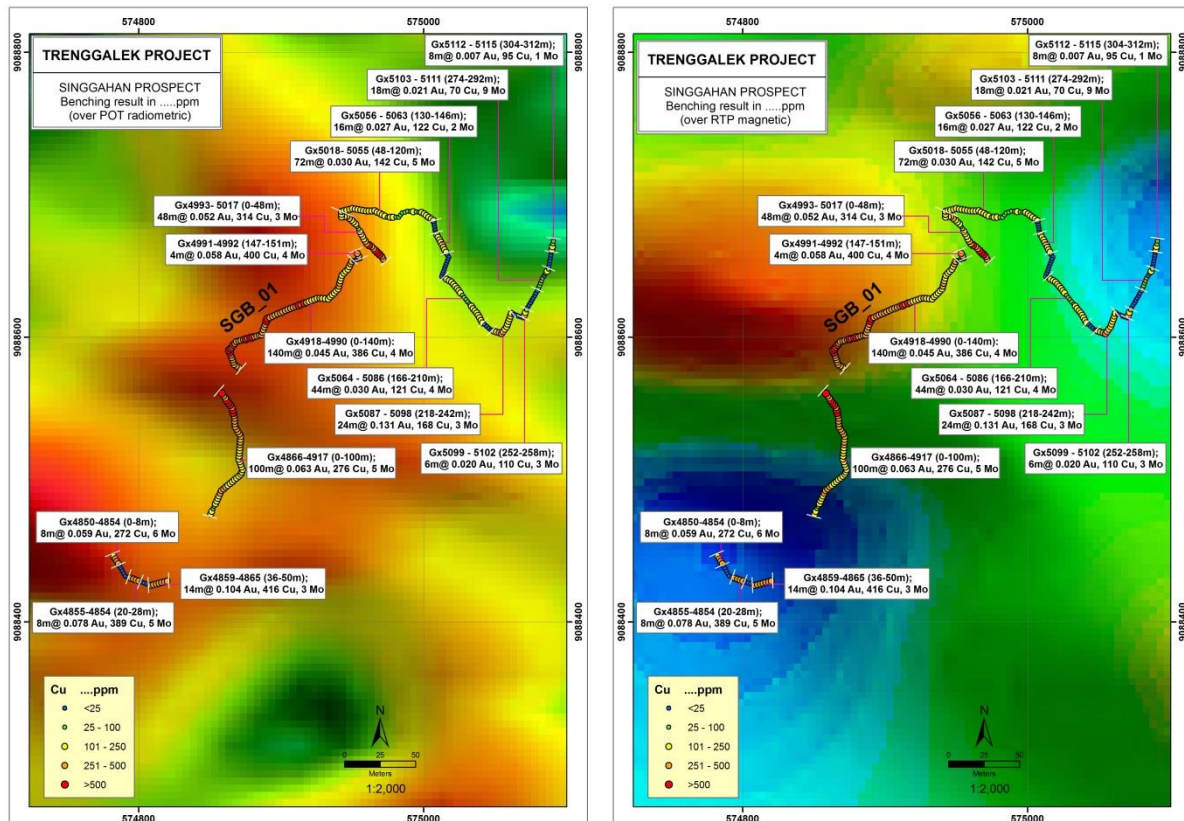 574800
575000
9088800
9088600
9088400
TRENGGALEK PROJECT
SINGGAHAN PROSPECT
Benching result in .....ppm
(over POT radiometric)
Gx5112 - 5115 (304-312m);
8m@ 0.007 Au, 95 Cu, 1 Mo
Gx5103 - 5111 (274-292m);
18m@ 0.021 Au, 70 Cu, 9 Mo
Gx5056 - 5063 (130-146m);
16m@ 0.027 Au, 122 Cu, 2 Mo
Gx5018- 5055 (48-120m);
72m@ 0.030 Au, 142 Cu, 5 Mo
Gx4993- 5017 (0-48m);
48m@ 0.052 Au, 314 Cu, 3 Mo
Gx4991-4992 (147-151m);
4m@ 0.058 Au, 400 Cu, 4 Mo
SGB_01
Gx4918-4990 (0-140m);
140m@ 0.045 Au, 386 Cu, 4 Mo
Gx5064 - 5086 (166-210m);
44m@ 0.030 Au, 121 Cu, 4 Mo
Gx5087 - 5098 (218-242m);
24m@ 0.131 Au, 168 Cu, 3 Mo
Gx5099 - 5102 (252-258m);
6m@ 0.020 Au, 110 Cu, 3 Mo
Gx4866-4917 (0-100m);
100m@ 0.063 Au, 276 Cu, 5 Mo
Gx4850-4854 (0-8m);
8m@ 0.059 Au, 272 Cu, 6 Mo
Gx4859-4865 (36-50m);
14m@ 0.104 Au, 416 Cu, 3 Mo
Gx4855-4854 (20-28m);
8m@ 0.078 Au, 389 Cu, 5 Mo
Cu ....ppm
<25
25 - 100
101 - 250
251 - 500
>500
N
0 25 50
Meters
1:2,000
574800
575000
574800
575000
9088800
9088600
9088400
TRENGGALEK PROJECT
SINGGAHAN PROSPECT
Benching result in .....ppm
(over RTP magnetic)
Gx5112 - 5115 (304-312m);
8m@ 0.007 Au, 95 Cu, 1 Mo
Gx5103 - 5111 (274-292m);
18m@ 0.021 Au, 70 Cu, 9 Mo
Gx5056 - 5063 (130-146m);
16m@ 0.027 Au, 122 Cu, 2 Mo
Gx5018- 5055 (48-120m);
72m@ 0.030 Au, 142 Cu, 5 Mo
Gx4993- 5017 (0-48m);
48m@ 0.052 Au, 314 Cu, 3 Mo
Gx4991-4992 (147-151m);
4m@ 0.058 Au, 400 Cu, 4 Mo
SGB_01
Gx4918-4990 (0-140m);
140m@ 0.045 Au, 386 Cu, 4 Mo
Gx5064 - 5086 (166-210m);
44m@ 0.030 Au, 121 Cu, 4 Mo
Gx5087 - 5098 (218-242m);
24m@ 0.131 Au, 168 Cu, 3 Mo
Gx5099 - 5102 (252-258m);
6m@ 0.020 Au, 110 Cu, 3 Mo
Gx4866-4917 (0-100m);
100m@ 0.063 Au, 276 Cu, 5 Mo
Gx4850-4854 (0-8m);
8m@ 0.059 Au, 272 Cu, 6 Mo
Gx4859-4865 (36-50m);
14m@ 0.104 Au, 416 Cu, 3 Mo
Gx4855-4854 (20-28m);
8m@ 0.078 Au, 389 Cu, 5 Mo
Cu ....ppm
<25
25 - 100
101 - 250
251 - 500
>500
N
0 25 50
Meters
1:2,000
574800
575000